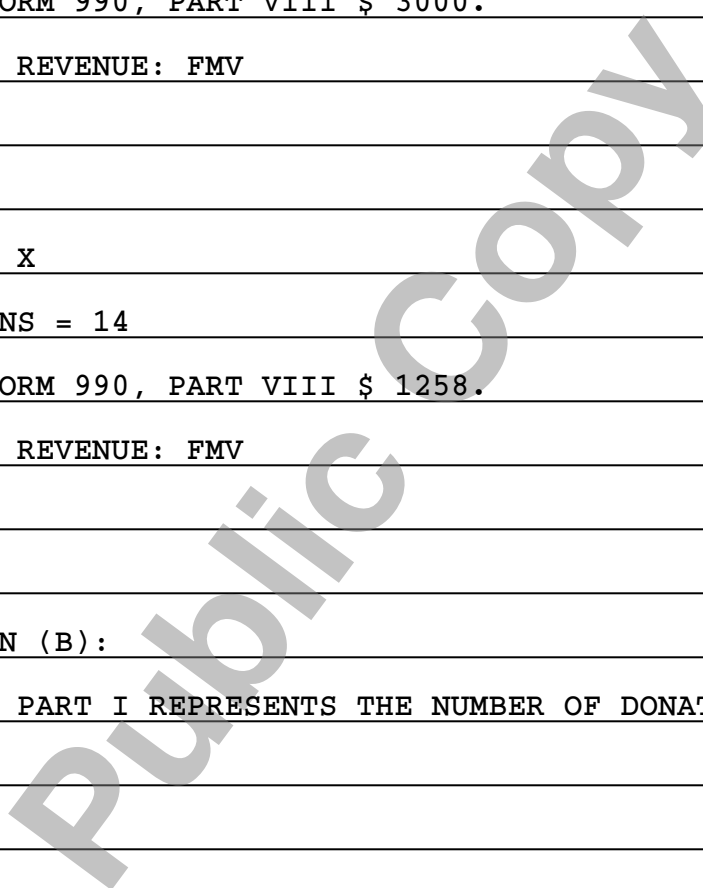 ORM 990, PART VIII $ 3000.
REVENUE: FMV
X
NS = 14
ORM 990, PART VIII $ 1258.
REVENUE: FMV
N (B):
PART I REPRESENTS THE NUMBER OF DONAT
Public Copy